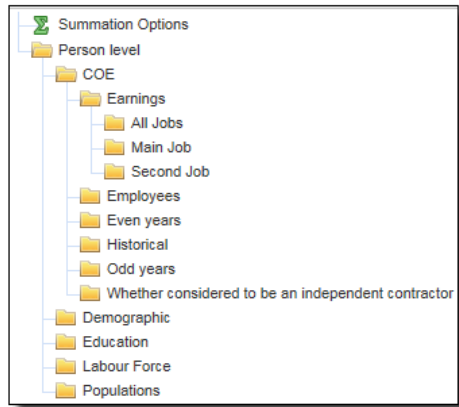 Summation Options
Person level
COE
Earnings
All Jobs
Main Job
Second Job
Employees
Even years
Historical
Odd years
Whether considered to be an independent contractor
Demographic
Education
Labour Force
Populations